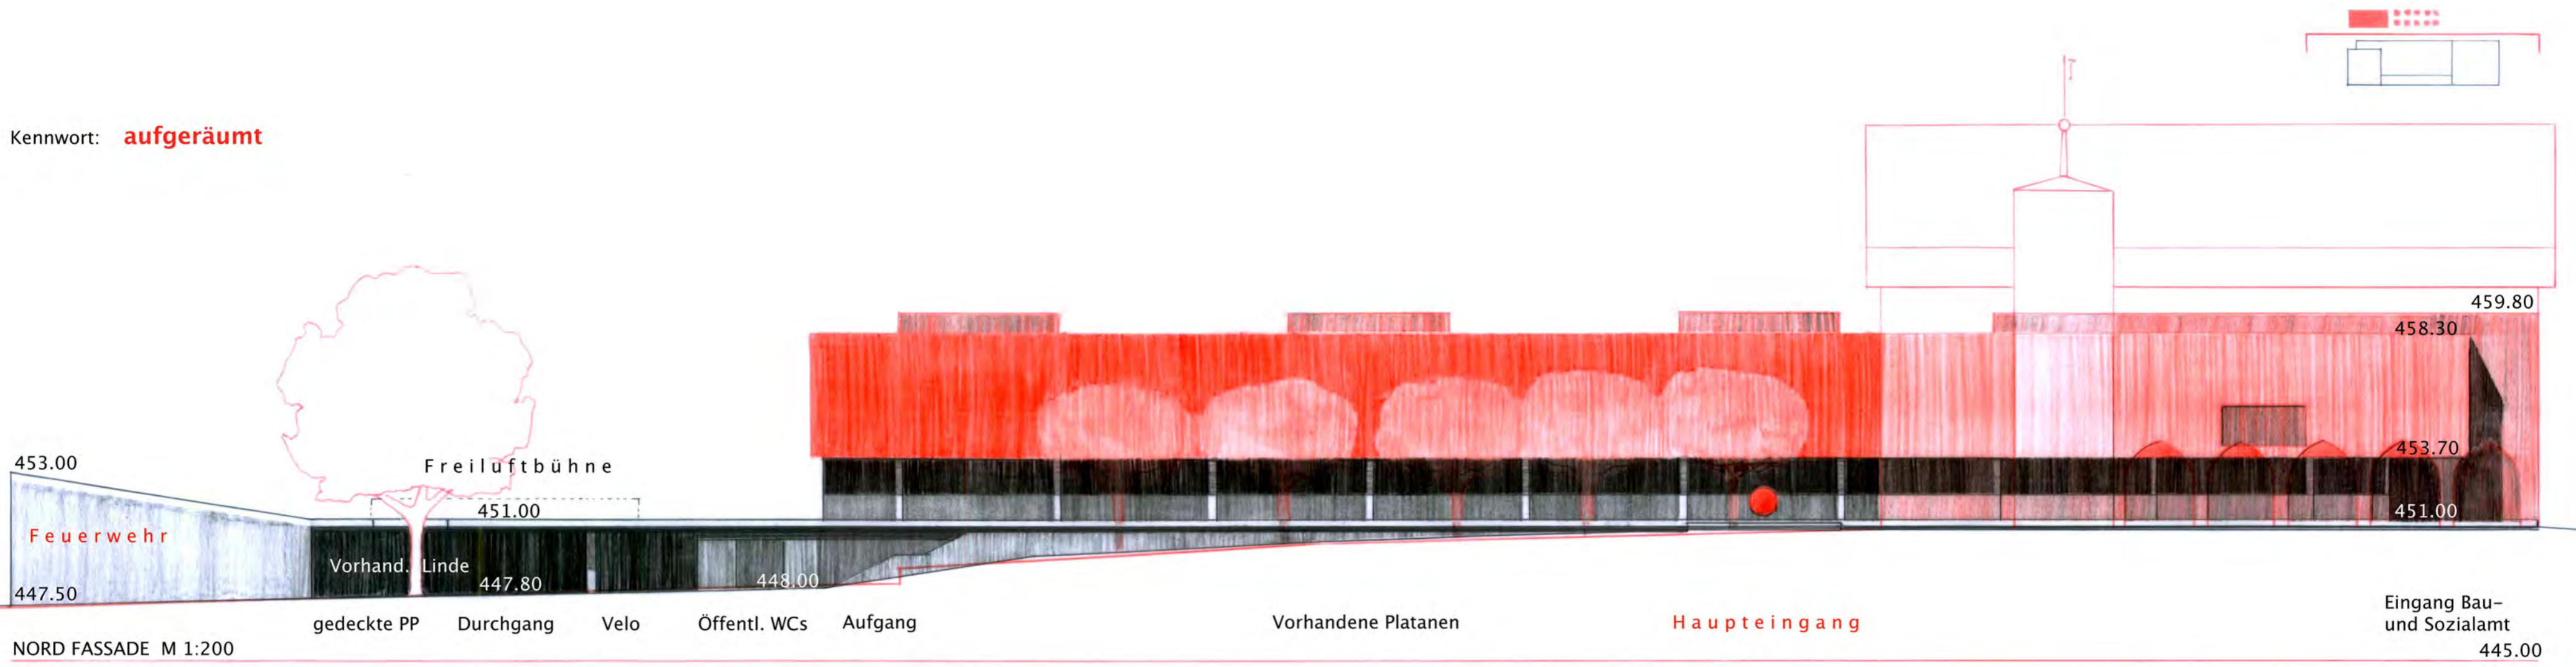 Kennwort: aufgeräumt
459.80
458.30
453.70
453.00
Freiluftbühne
451.00
451.00
Feuerwehr
Vorhand. Linde
447.80
448.00
447.50
gedeckte PP
Durchgang
Velo
Öffentl. WCs
Aufgang
Vorhandene Platanen
Haupteingang
Eingang Bau-
und Sozialamt
NORD FASSADE M 1:200
445.00